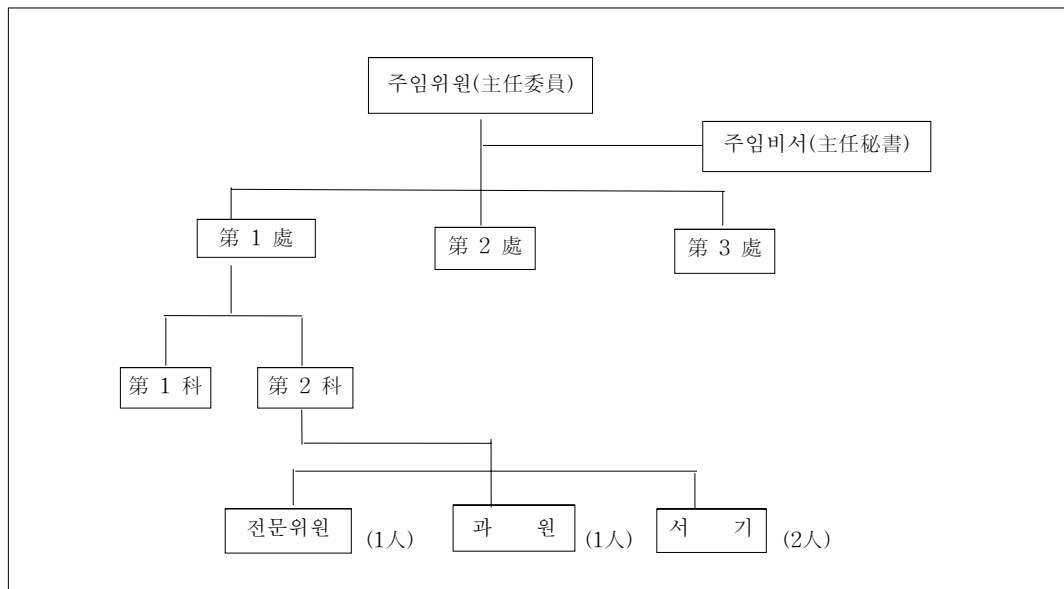 주임위원(主任委員)
주임비서(主任秘書)
第 1 處
第 2 處
第 3 處
第 1 科
第 2 科
전문위원 (1人) 과 원 (1人) 서 기 (2人)